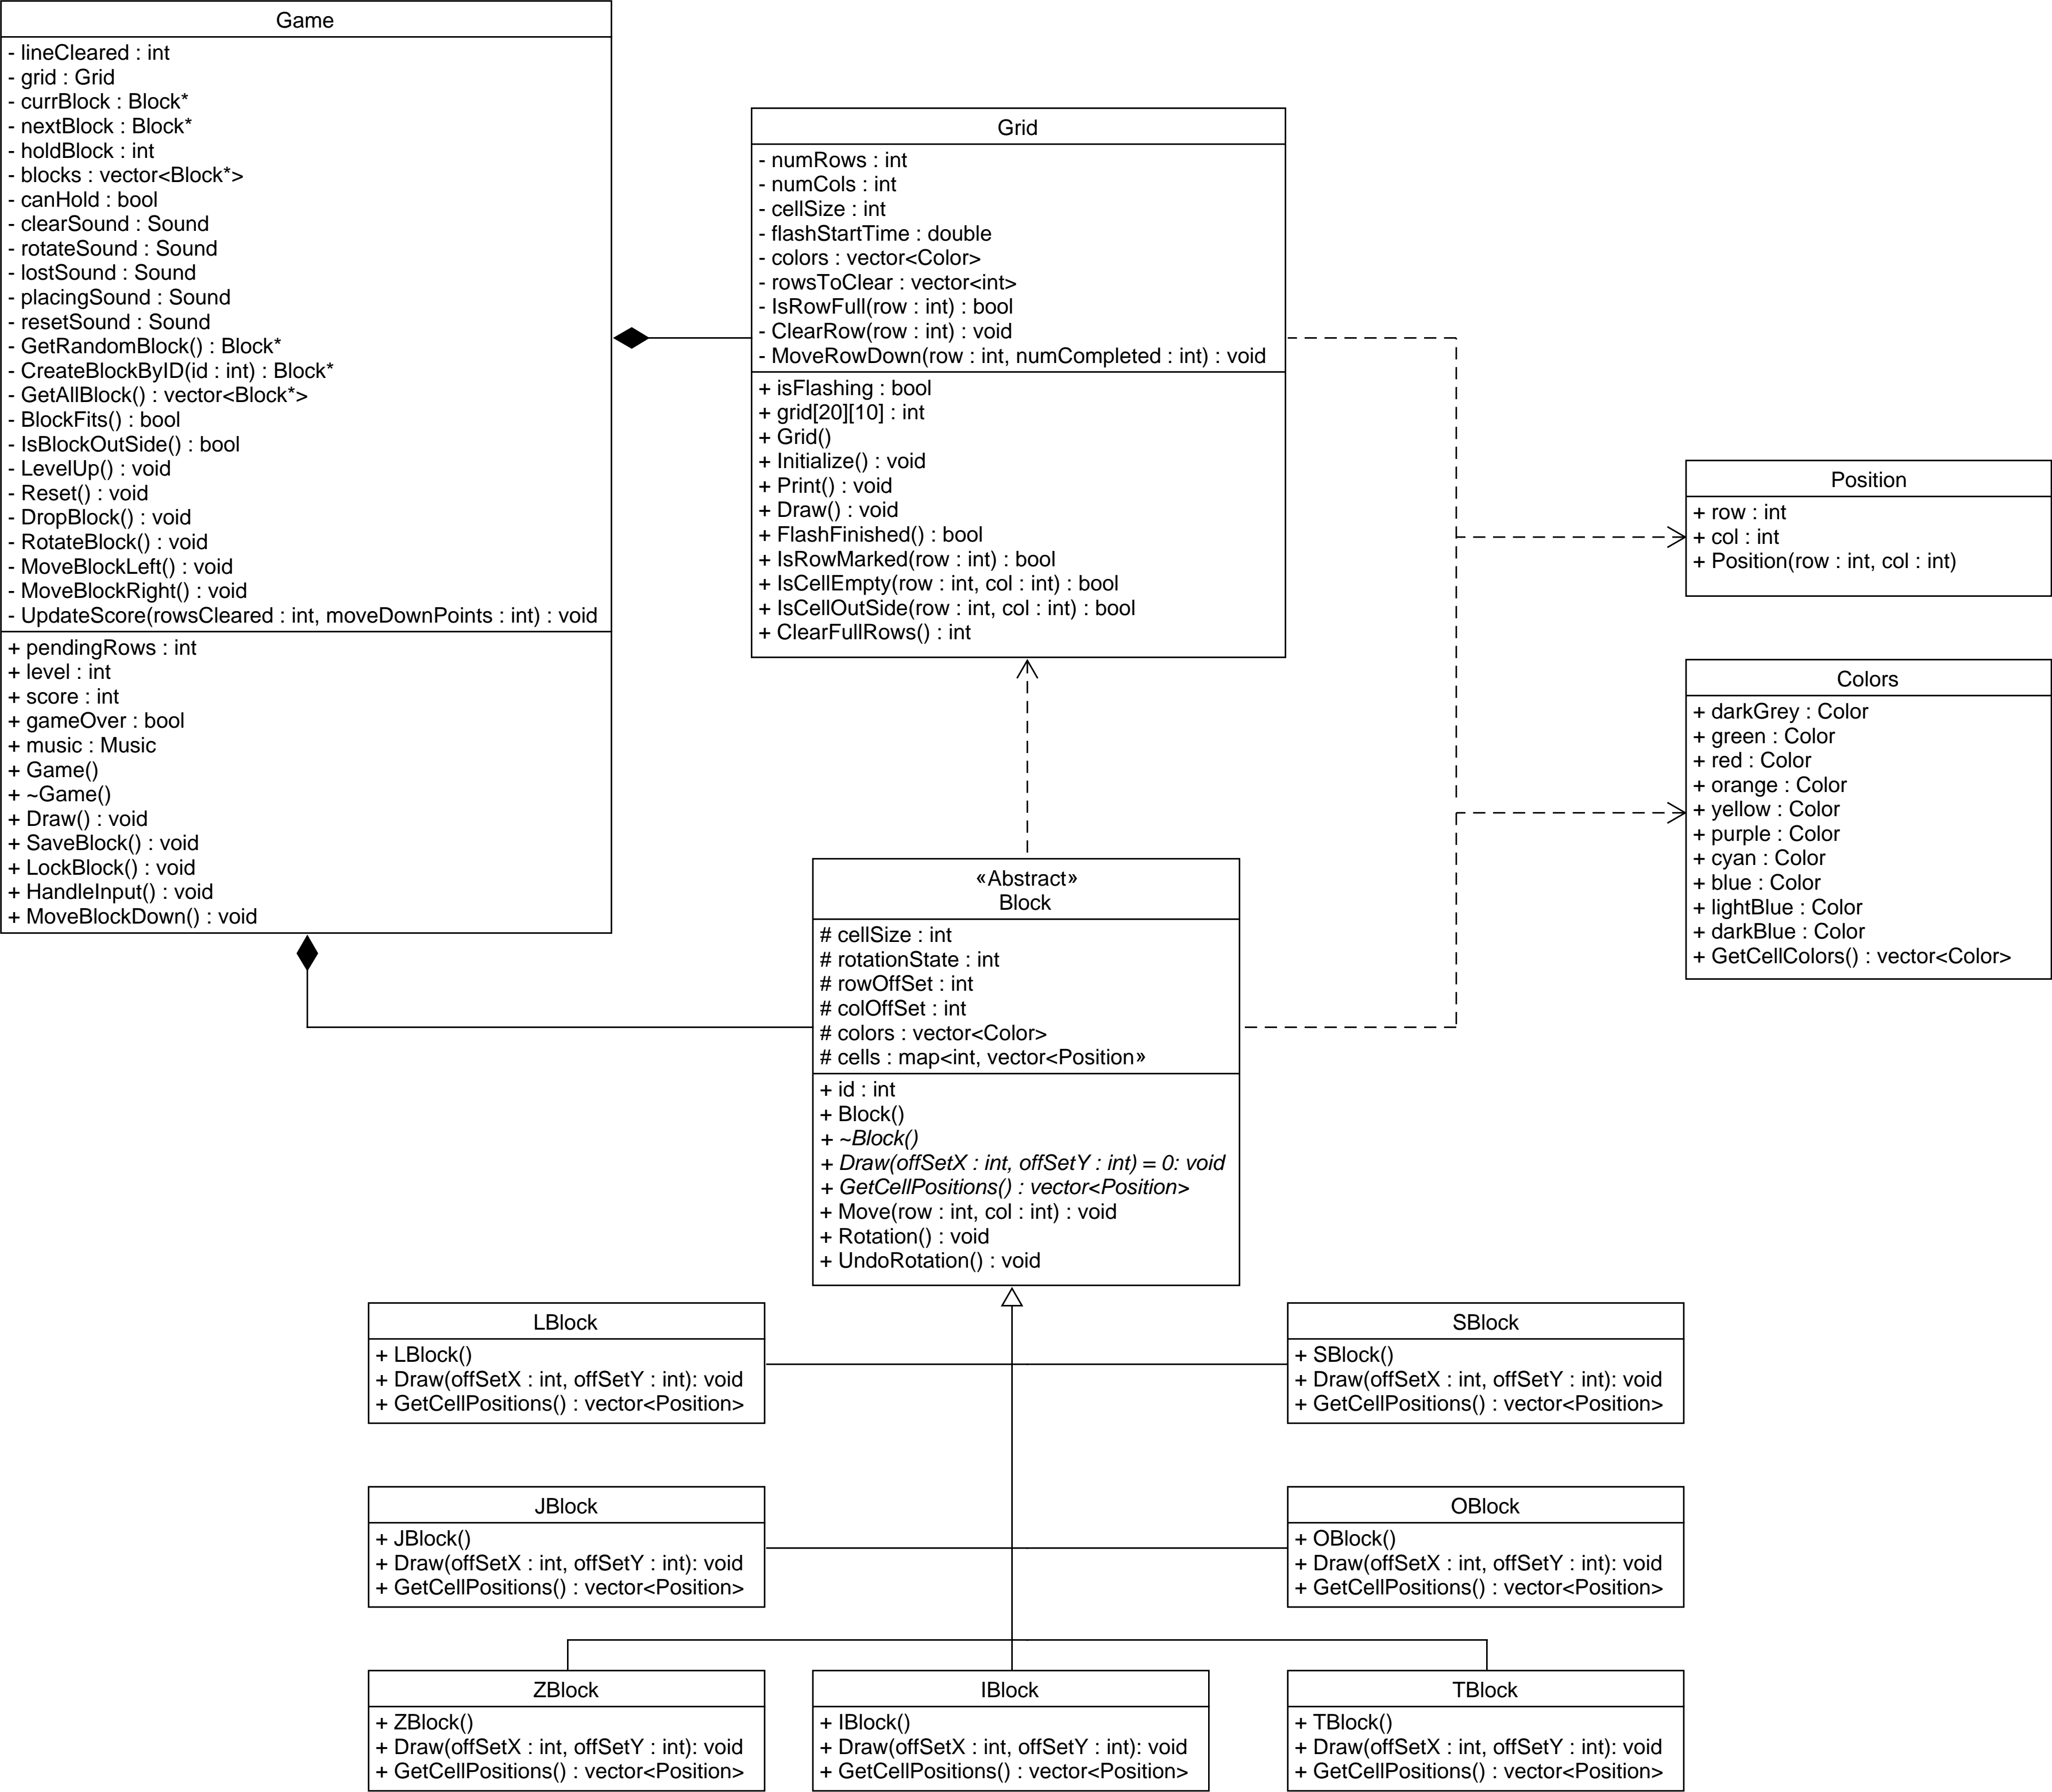 Game
- lineCleared : int
- grid : Grid
- currBlock : Block*
- nextBlock : Block*
- holdBlock : int
- blocks : vector<Block*>
- canHold : bool
- clearSound : Sound
- rotateSound : Sound
- lostSound : Sound
- placingSound : Sound
- resetSound : Sound
- GetRandomBlock() : Block*
- CreateBlockByID(id : int) : Block*
- GetAllBlock() : vector<Block*>
- BlockFits() : bool
- IsBlockOutSide() : bool
- LevelUp() : void
- Reset() : void
- DropBlock() : void
- RotateBlock() : void
- MoveBlockLeft() : void
- MoveBlockRight() : void
- UpdateScore(rowsCleared : int, moveDownPoints : int) : void
+ pendingRows : int
+ level : int
+ score : int
+ gameOver : bool
+ music : Music
+ Game()
+ ~Game()
+ Draw() : void
+ SaveBlock() : void
+ LockBlock() : void
+ HandleInput() : void
+ MoveBlockDown() : void
Grid
- numRows : int
- numCols : int
- cellSize : int
- flashStartTime : double
- colors : vector<Color>
- rowsToClear : vector<int>
- IsRowFull(row : int) : bool
- ClearRow(row : int) : void
- MoveRowDown(row : int, numCompleted : int) : void
+ isFlashing : bool
+ grid[20][10] : int
+ Grid()
+ Initialize() : void
+ Print() : void
+ Draw() : void
+ FlashFinished() : bool
+ IsRowMarked(row : int) : bool
+ IsCellEmpty(row : int, col : int) : bool
+ IsCellOutSide(row : int, col : int) : bool
+ ClearFullRows() : int
Position
+ row : int
+ col : int
+ Position(row : int, col : int)
Colors
+ darkGrey : Color
+ green : Color
+ red : Color
+ orange : Color
+ yellow : Color
+ purple : Color
+ cyan : Color
+ blue : Color
+ lightBlue : Color
+ darkBlue : Color
+ GetCellColors() : vector<Color>
«Abstract»
Block
# cellSize : int
# rotationState : int
# rowOffSet : int
# colOffSet : int
# colors : vector<Color>
# cells : map<int, vector<Position»
+ id : int
+ Block()
+ ~Block()
+ Draw(offSetX : int, offSetY : int) = 0: void
+ GetCellPositions() : vector<Position>
+ Move(row : int, col : int) : void
+ Rotation() : void
+ UndoRotation() : void
LBlock
+ LBlock()
+ Draw(offSetX : int, offSetY : int): void
+ GetCellPositions() : vector<Position>
SBlock
+ SBlock()
+ Draw(offSetX : int, offSetY : int): void
+ GetCellPositions() : vector<Position>
JBlock
+ JBlock()
+ Draw(offSetX : int, offSetY : int): void
+ GetCellPositions() : vector<Position>
OBlock
+ OBlock()
+ Draw(offSetX : int, offSetY : int): void
+ GetCellPositions() : vector<Position>
ZBlock
+ ZBlock()
+ Draw(offSetX : int, offSetY : int): void
+ GetCellPositions() : vector<Position>
IBlock
+ IBlock()
+ Draw(offSetX : int, offSetY : int): void
+ GetCellPositions() : vector<Position>
TBlock
+ TBlock()
+ Draw(offSetX : int, offSetY : int): void
+ GetCellPositions() : vector<Position>